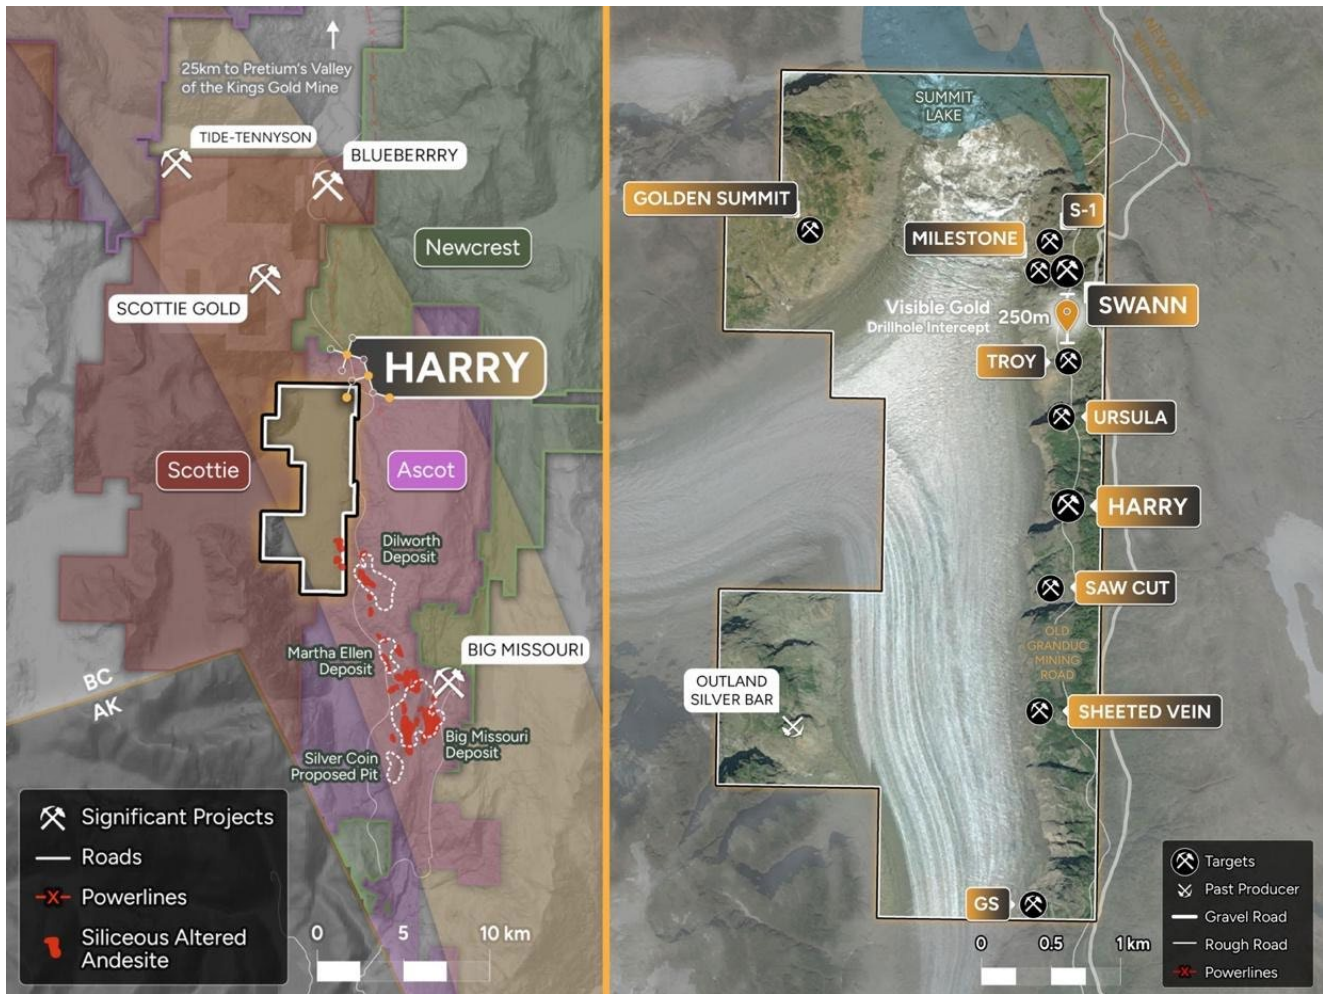 25km to Pretium's Valley
of the Kings Gold Mine
TIDE-TENNYSON
BLUEBERRRY
Newcrest
SCOTTIE GOLD
HARRY
Scottie
Ascot
Dilworth
Deposit
Martha Ellen
Deposit
BIG MISSOURI
BC
AK
Big Missouri
Deposit
Silver Coin
Proposed Pit
Significant Projects
Roads
Powerlines
Siliceous Altered
Andesite
0 5 10 km
SUMMIT
LAKE
GOLDEN SUMMIT
S-1
MILESTONE
SWANN
Visible Gold
Drillhole Intercept
250m
TROY
URSULA
HARRY
SAW CUT
OLD
GRANDUC
MINING
ROAD
OUTLAND
SILVER BAR
SHEETED VEIN
GS
0 0.5 1 km
Targets
Past Producer
Gravel Road
Rough Road
Powerlines